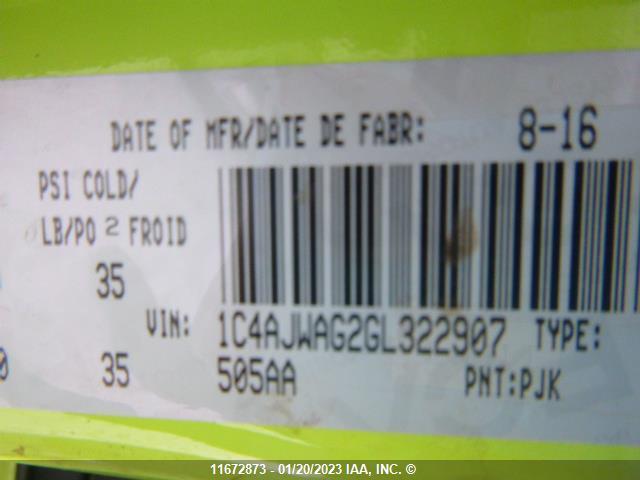 DATE OF MFR/DATE DE FABR: 8-16
PSI COLD/
LB/PO 2 FROID
35
VIN: 1C4AJWAG2GL322907 TYPE:
0 35 505AA PNT:PJK
11672873 - 01/20/2023 IAA, INC. ©